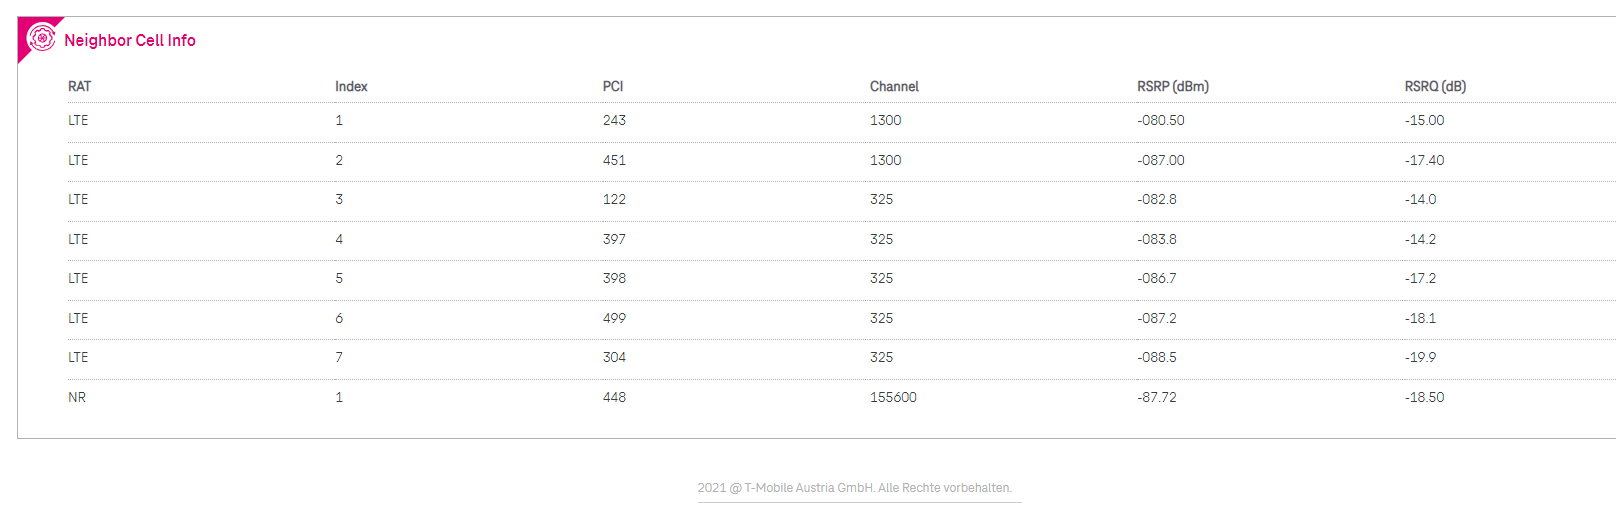 Neighbor Cell Info
RAT Index PCI Channel RSRP (dBm) RSRQ (dB)
LTE 1 243 1300 -080.50 -15.00
LTE 2 451 1300 -087.00 -17.40
LTE 3 122 325 -082.8 -14.0
LTE 4 397 325 -083.8 -14.2
LTE 5 398 325 -086.7 -17.2
LTE 6 499 325 -087.2 -18.1
LTE 7 304 325 -088.5 -19.9
NR 1 448 155600 -87.72 -18.50
2021 @ T-Mobile Austria GmbH. Alle Rechte vorbehalten.